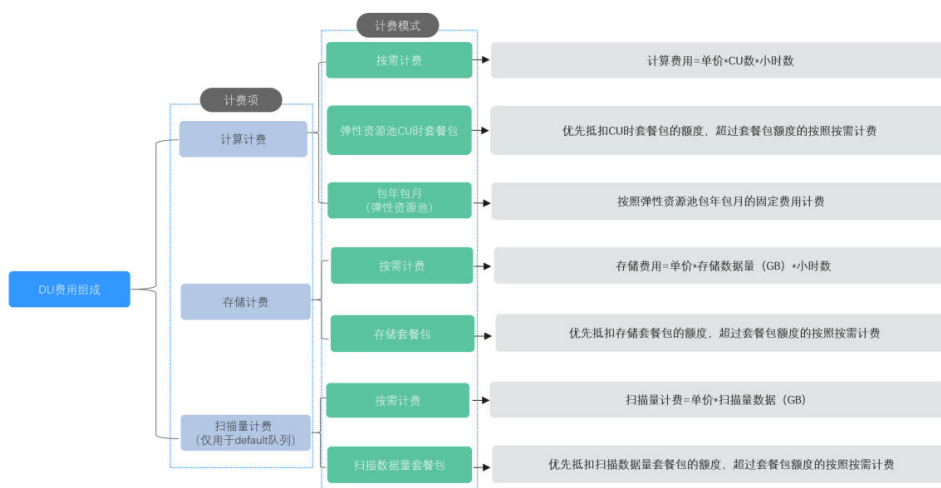 计费模式
计费项
DLI费用组成
计算计费
按需计费
计算费用=单价*CU数*小时数
弹性资源池CU时套餐包
优先抵扣CU时套餐包的额度，超过套餐包额度的按照按需计费
包年包月
（弹性资源池）
按照弹性资源池包年包月的固定费用计费
存储计费
按需计费
存储费用=单价*存储数据量（GB）*小时数
存储套餐包
优先抵扣存储套餐包的额度，超过套餐包额度的按照按需计费
扫描量计费
（仅用于default队列）
按需计费
扫描量计费=单价*扫描量数据（GB）
扫描数据量套餐包
优先抵扣扫描数据量套餐包的额度，超过套餐包额度的按照按需计费